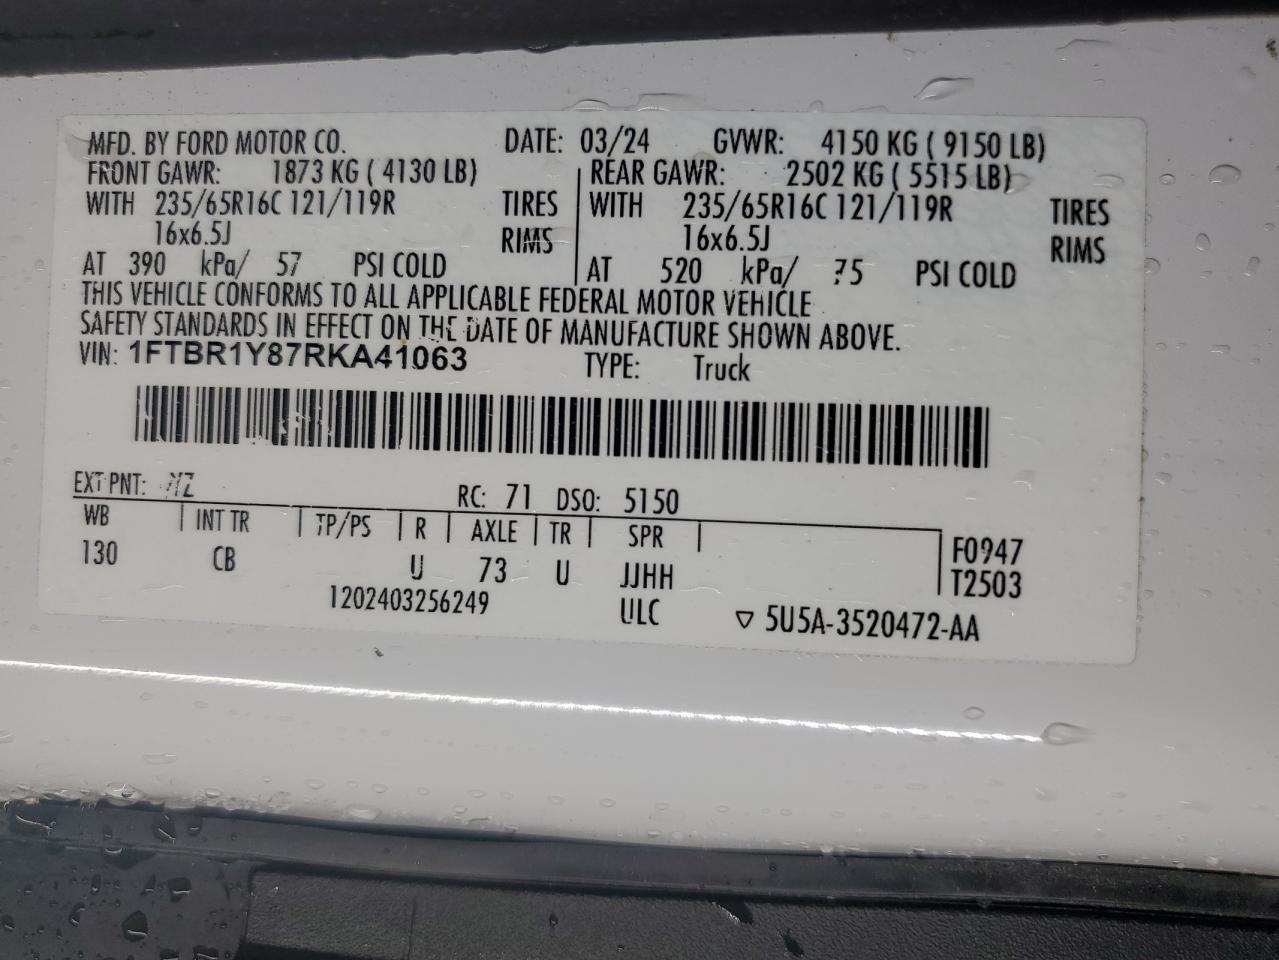 MFD. BY FORD MOTOR CO. DATE: 03/24 GVWR: 4150 KG ( 9150 LB)
FRONT GAWR: 1873 KG ( 4130 LB) REAR GAWR: 2502 KG ( 5515 LB)
WITH 235/65R16C 121/119R TIRES WITH 235/65R16C 121/119R TIRES
16x6.5J RIMS 16x6.5J RIMS
AT 390 kPa/ 57 PSI COLD AT 520 kPa/ 75 PSI COLD
THIS VEHICLE CONFORMS TO ALL APPLICABLE FEDERAL MOTOR VEHICLE
SAFETY STANDARDS IN EFFECT ON THE DATE OF MANUFACTURE SHOWN ABOVE.
VIN: 1FTBR1Y87RKA41063 TYPE: Truck
EXT PNT: YZ RC: 71 DSO: 5150
WB INT TR TP/PS R AXLE TR SPR F0947
130 CB U 73 U JJHH T2503
1202403256249 ULC ▽ 5U5A-3520472-AA